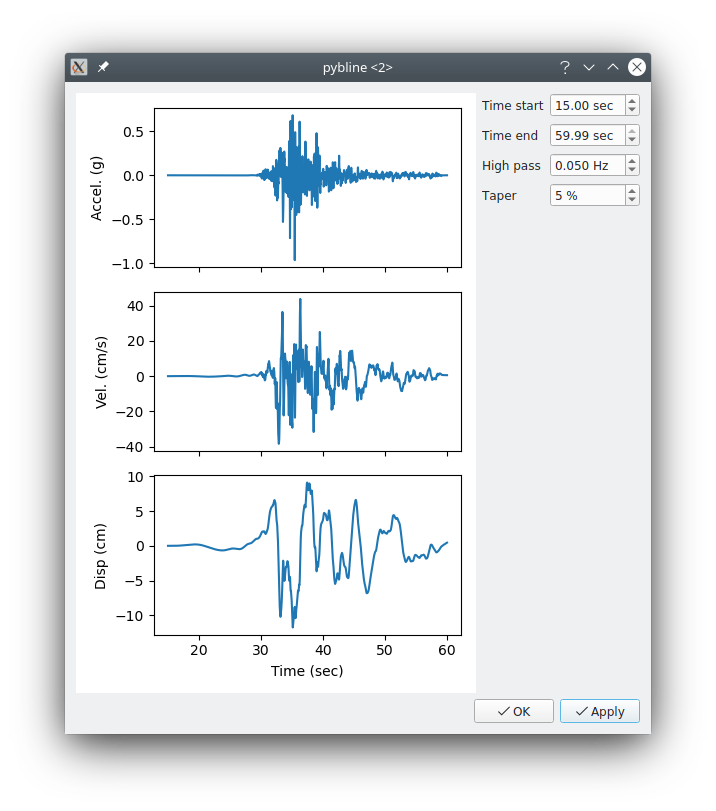 pybline <2>
Time start 15.00 sec
Time end 59.99 sec
High pass 0.050 Hz
Taper 5 %
Accel. (g)
0.5
0.0
−0.5
−1.0
Vel. (cm/s)
40
20
0
−20
−40
Disp (cm)
10
5
0
−5
−10
20 30 40 50 60
Time (sec)
OK Apply